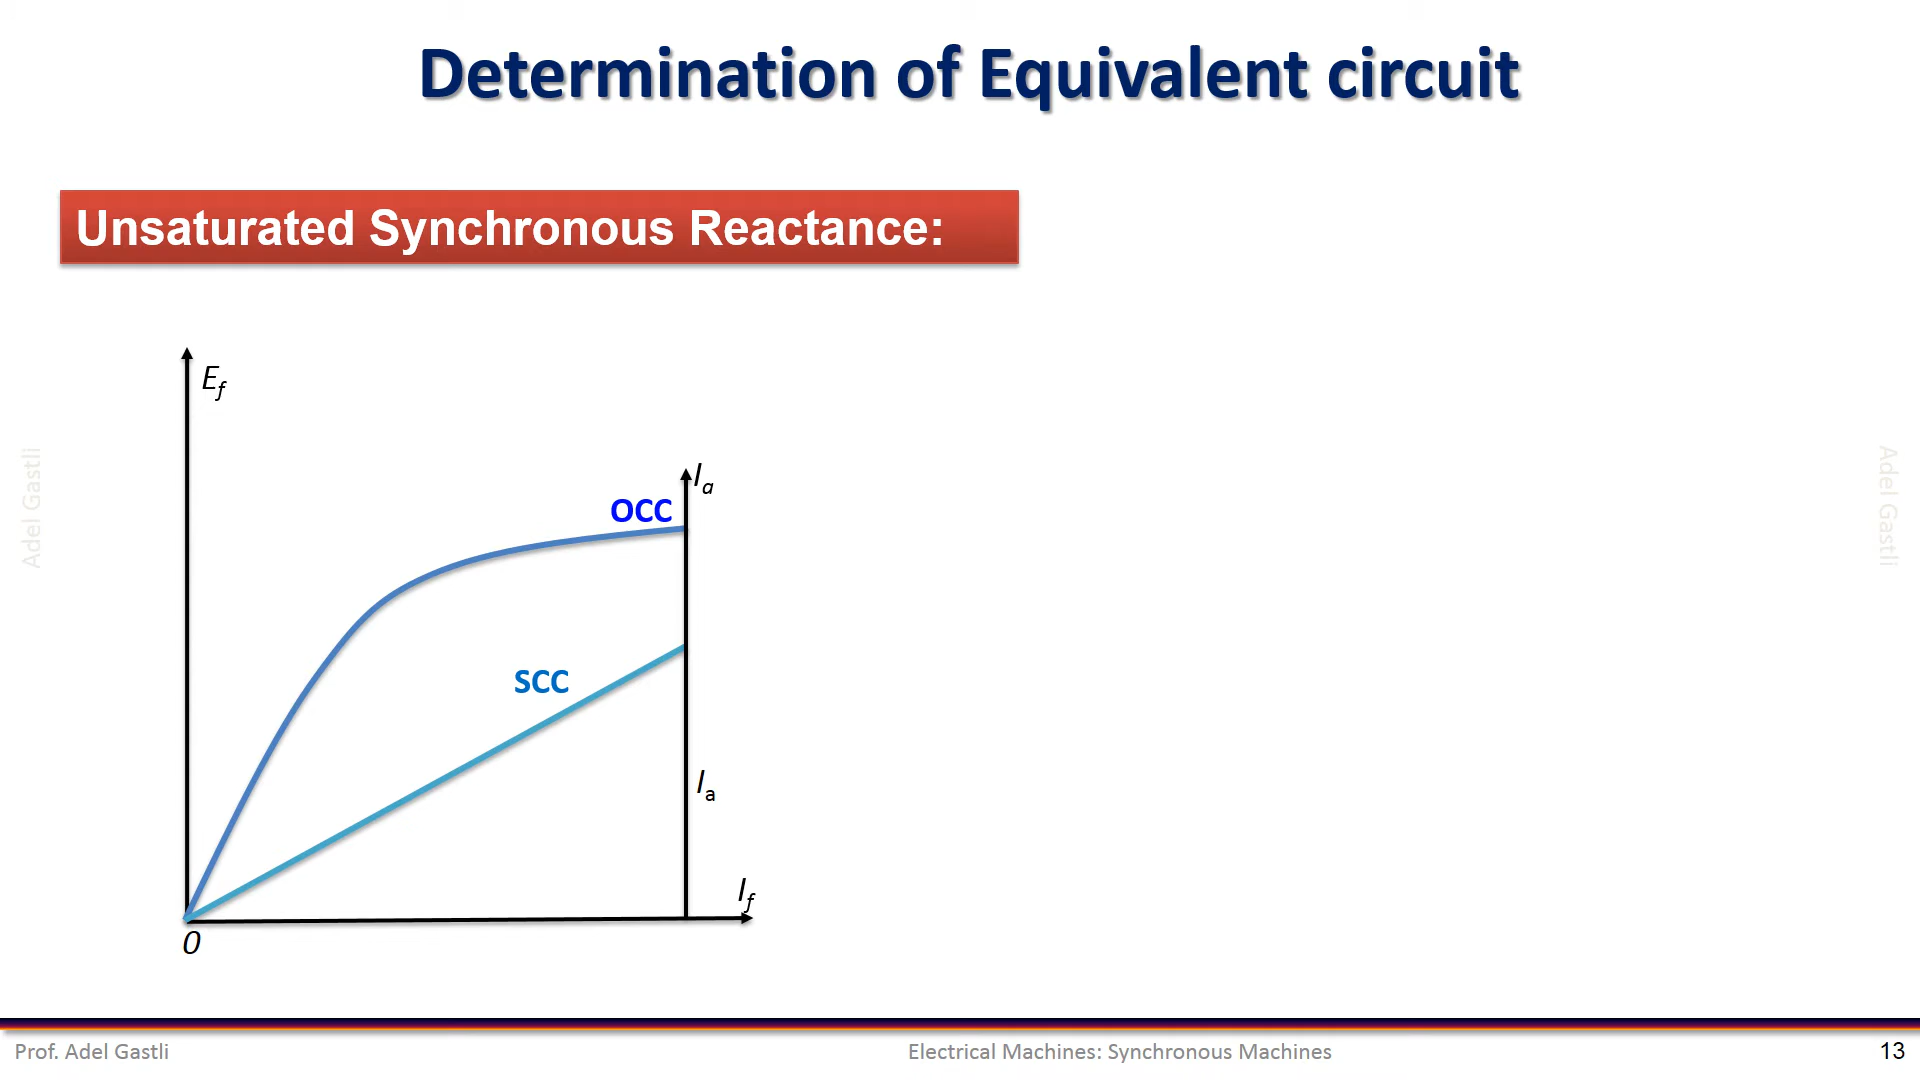 Determination of Equivalent circuit
Unsaturated Synchronous Reactance:
Ef
Ia
OCC
SCC
Ia
If
0
Adel Gastli
Adel Gastli
Prof. Adel Gastli
Electrical Machines: Synchronous Machines
13